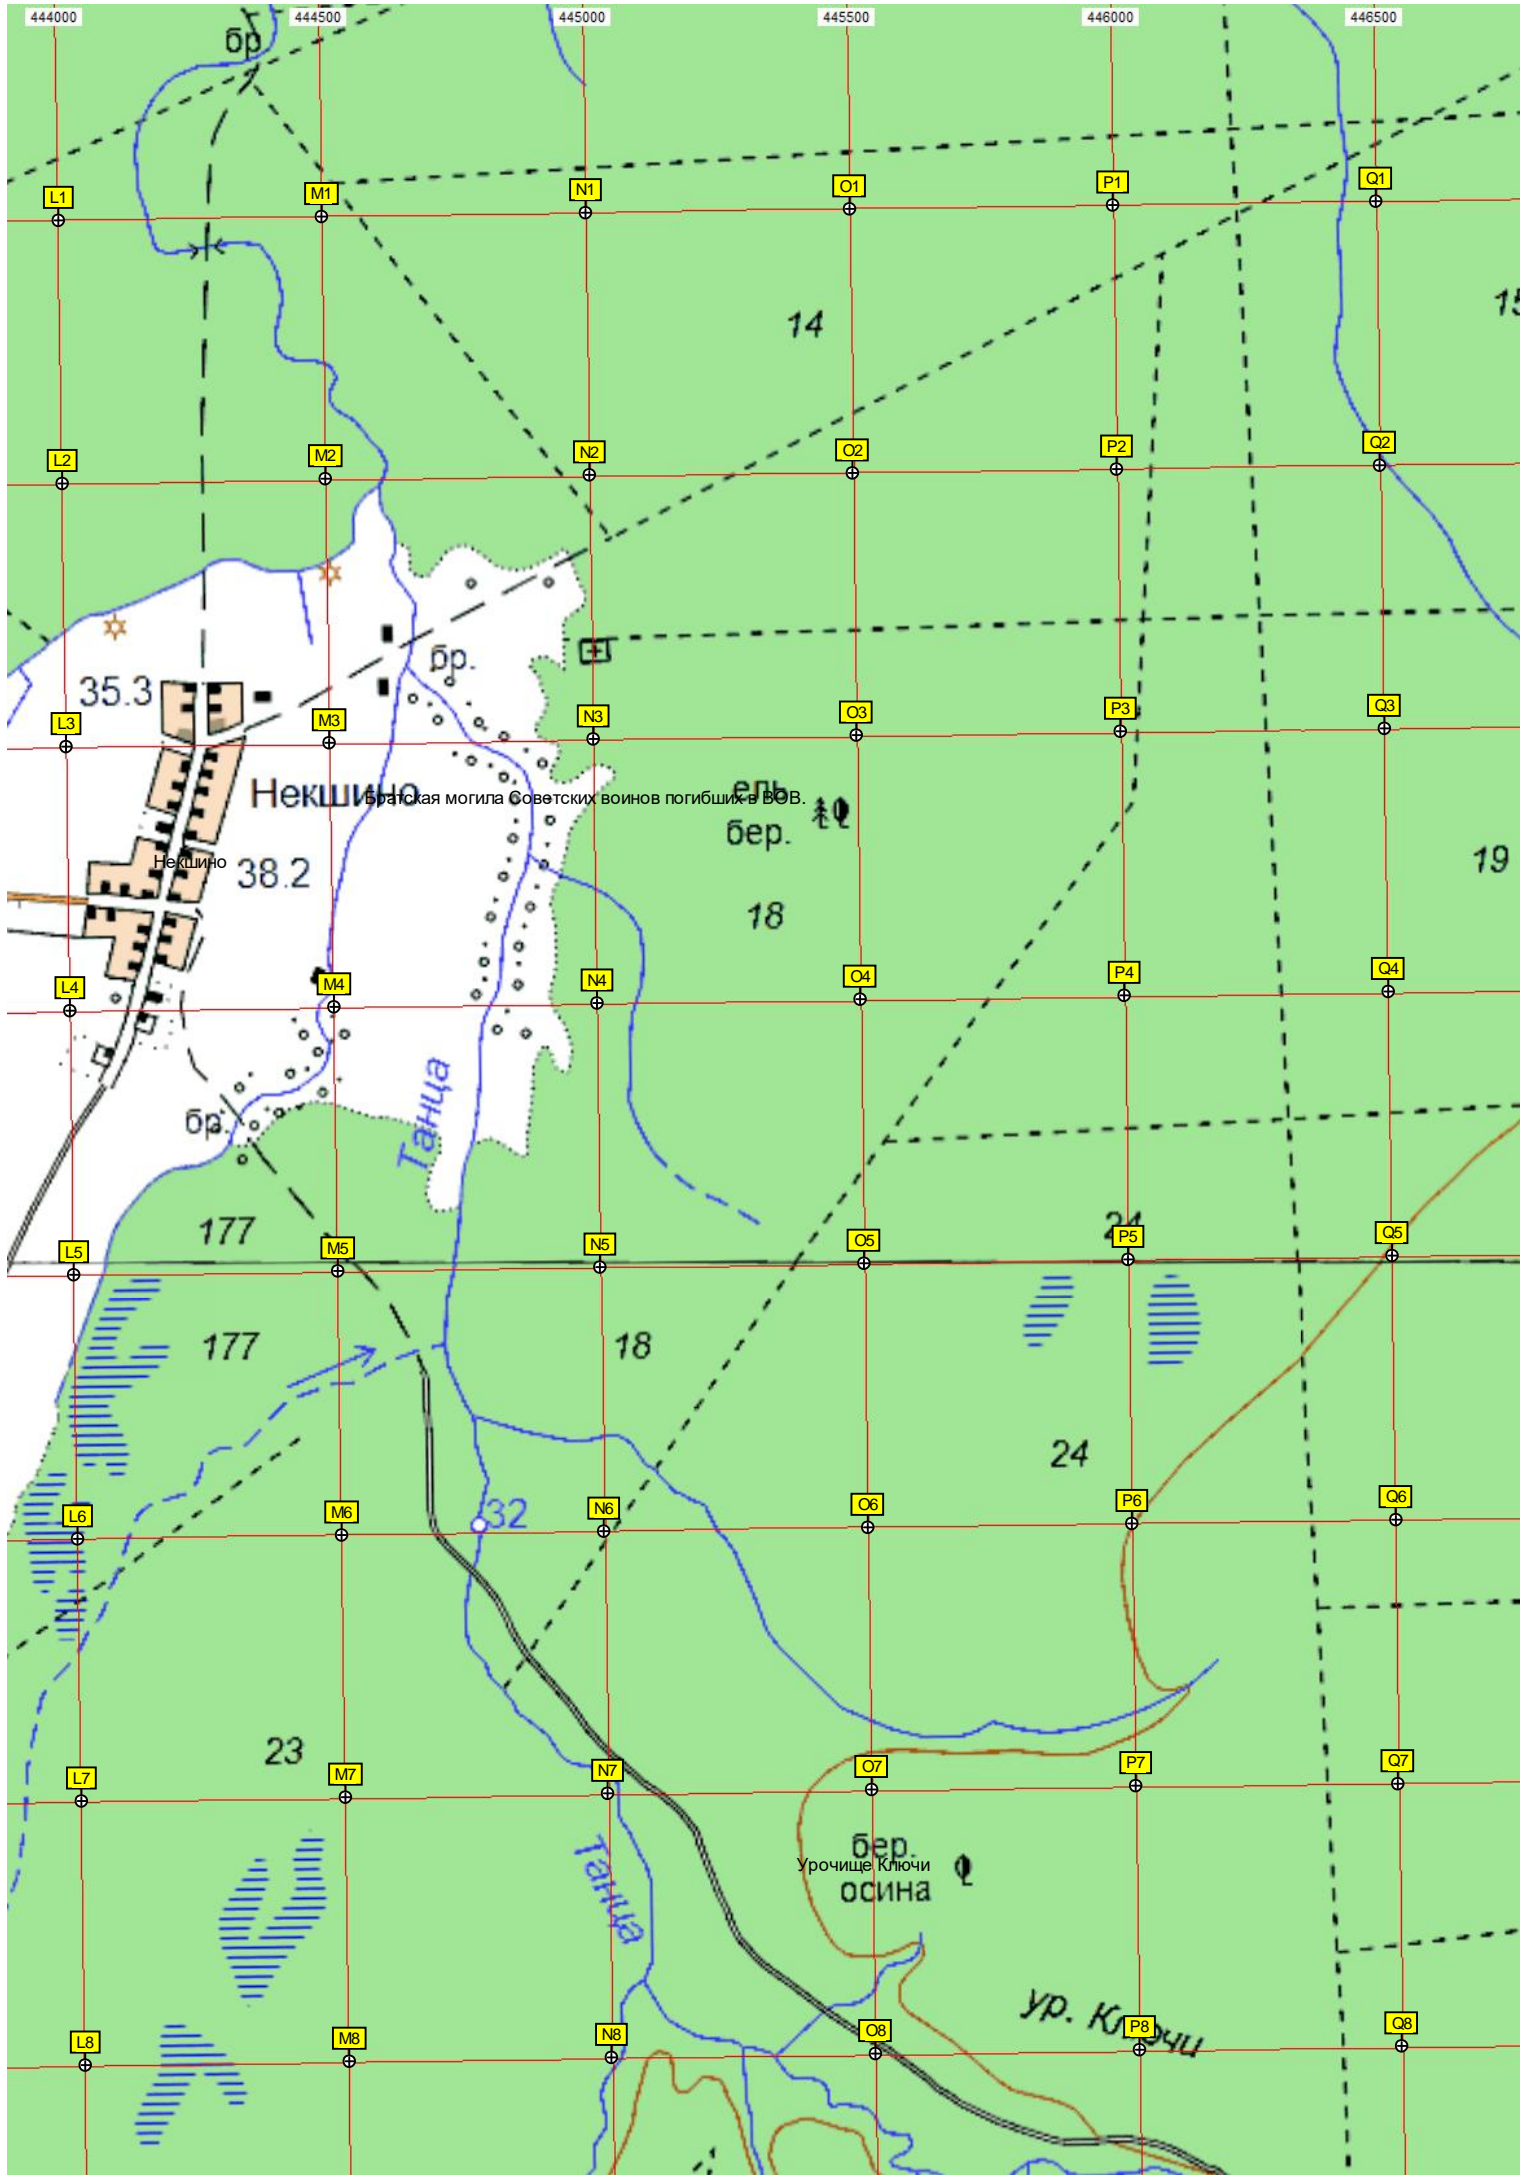 444000 444500 445000 445500 446000 446500
бр
L1 M1 N1 O1 P1 Q1
14
15
L2 M2 N2 O2 P2 Q2
бр.
35.3
L3 M3 N3 O3 P3 Q3
Некшино
Братская могила Советских воинов погибших в ВОВ.
ель
бер.
Некшино
38.2
19
18
L4 M4 N4 O4 P4 Q4
Танца
бр.
177
24
L5 M5 N5 O5 P5 Q5
177
18
24
32
L6 M6 N6 O6 P6 Q6
23
L7 M7 N7 O7 P7 Q7
Танца
бер.
Урочище Ключи
осина
ур. Ключи
L8 M8 N8 O8 P8 Q8